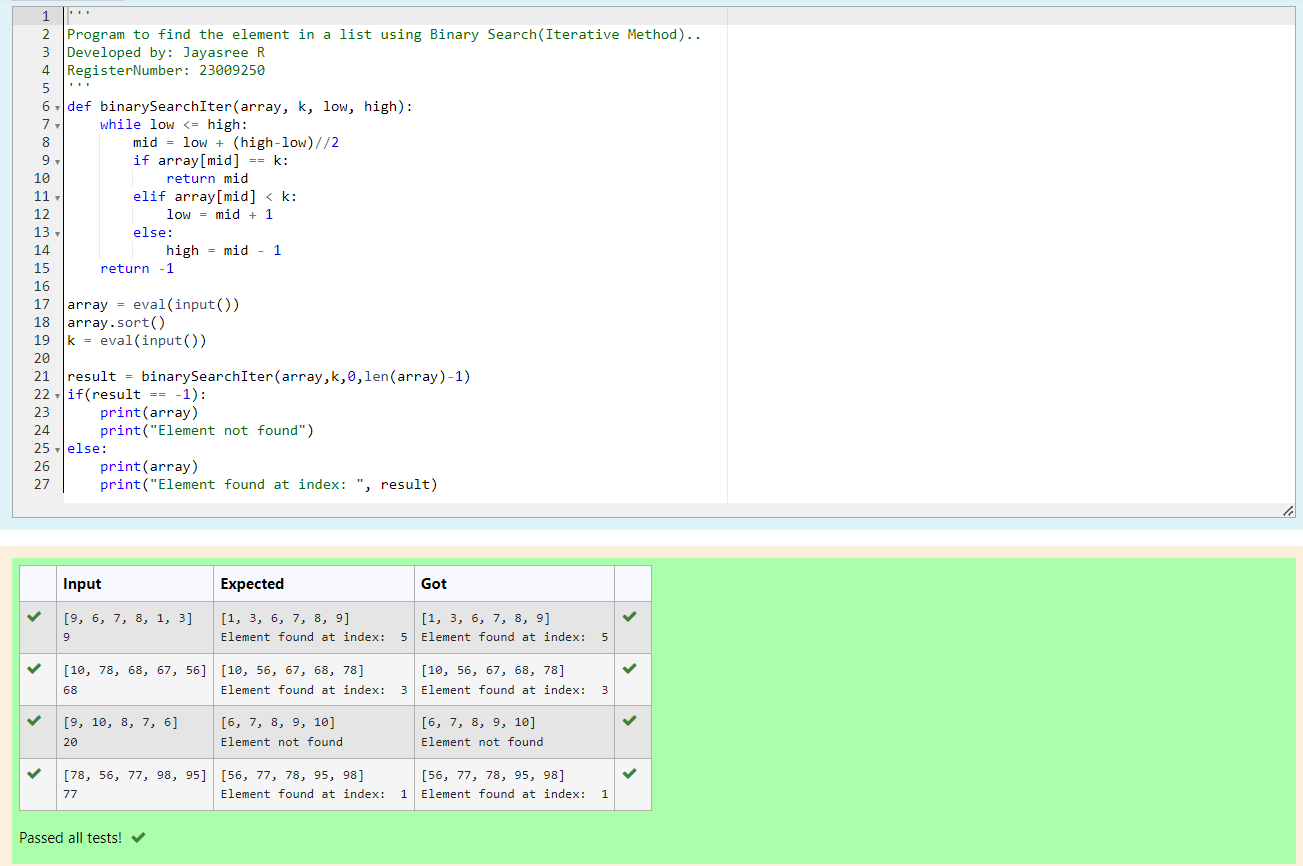 1 '''
2 Program to find the element in a list using Binary Search(Iterative Method)..
3 Developed by: Jayasree R
4 RegisterNumber: 23009250
5 '''
6 def binarySearchIter(array, k, low, high):
7     while low <= high:
8         mid = low + (high-low)//2
9         if array[mid] == k:
10             return mid
11         elif array[mid] < k:
12             low = mid + 1
13         else:
14             high = mid - 1
15     return -1
16
17 array = eval(input())
18 array.sort()
19 k = eval(input())
20
21 result = binarySearchIter(array,k,0,len(array)-1)
22 if(result == -1):
23     print(array)
24     print("Element not found")
25 else:
26     print(array)
27     print("Element found at index: ", result)
Input Expected Got
[9, 6, 7, 8, 1, 3] [1, 3, 6, 7, 8, 9] [1, 3, 6, 7, 8, 9]
9 Element found at index:  5 Element found at index:  5
[10, 78, 68, 67, 56] [10, 56, 67, 68, 78] [10, 56, 67, 68, 78]
68 Element found at index:  3 Element found at index:  3
[9, 10, 8, 7, 6] [6, 7, 8, 9, 10] [6, 7, 8, 9, 10]
20 Element not found Element not found
[78, 56, 77, 98, 95] [56, 77, 78, 95, 98] [56, 77, 78, 95, 98]
77 Element found at index:  1 Element found at index:  1
Passed all tests!